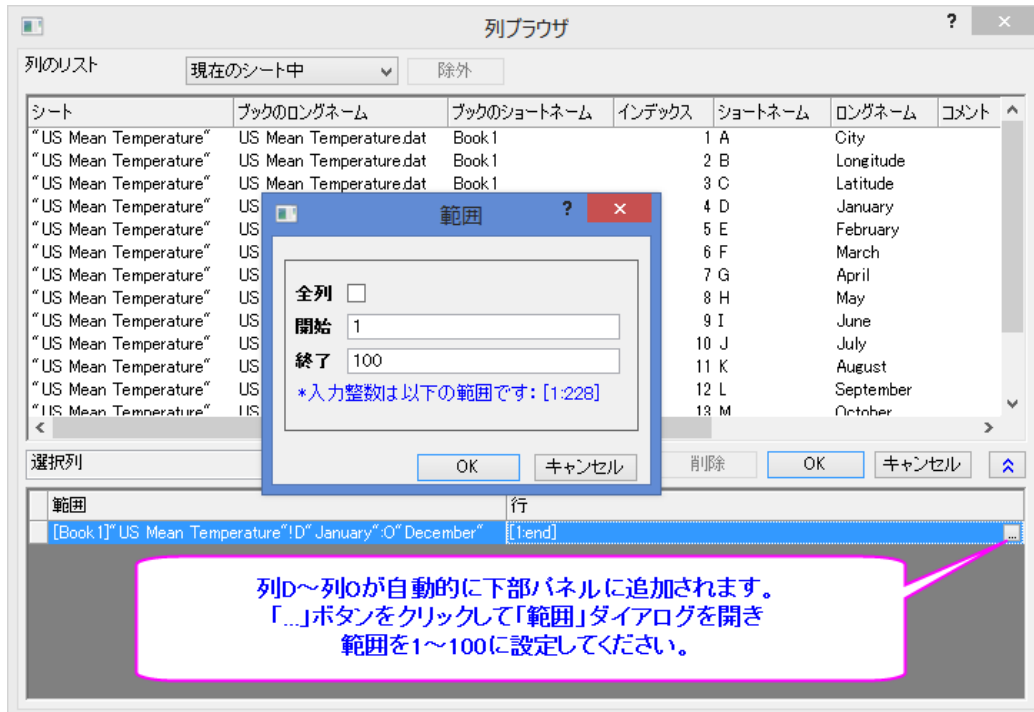 列ブラウザ
?
×
列のリスト 現在のシート中 除外
シート ブックのロングネーム ブックのショートネーム インデックス ショートネーム ロングネーム コメント
"US Mean Temperature" US Mean Temperature.dat Book1 1 A City
"US Mean Temperature" US Mean Temperature.dat Book1 2 B Longitude
"US Mean Temperature" US Mean Temperature.dat Book1 3 C Latitude
"US Mean Temperature" US 4 D January
"US Mean Temperature" US 5 E February
"US Mean Temperature" US 6 F March
"US Mean Temperature" US 7 G April
"US Mean Temperature" US 8 H May
"US Mean Temperature" US 9 I June
"US Mean Temperature" US 10 J July
"US Mean Temperature" US 11 K August
"US Mean Temperature" US 12 L September
"US Mean Temperature" US 13 M October
範囲
?
×
全列
開始 1
終了 100
*入力整数は以下の範囲です: [1:228]
OK キャンセル
選択列 削除 OK キャンセル
範囲 行
[Book1]"US Mean Temperature"!D"January":O"December" [1:end] ...
列D～列Oが自動的に下部パネルに追加されます。
「...」ボタンをクリックして「範囲」ダイアログを開き
範囲を1～100に設定してください。